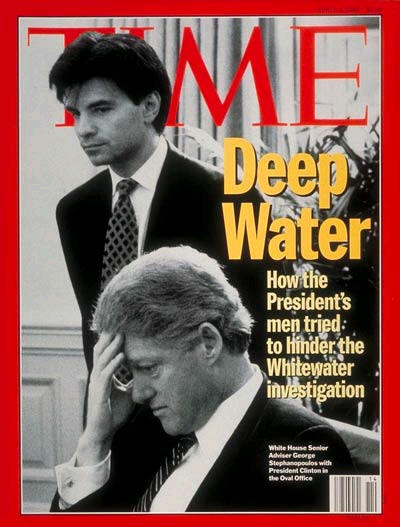 TIME
Deep
Water
How the
President's
men tried
to hinder the
Whitewater
investigation
White House Senior
Adviser George
Stephanopoulos with
President Clinton in
the Oval Office
14